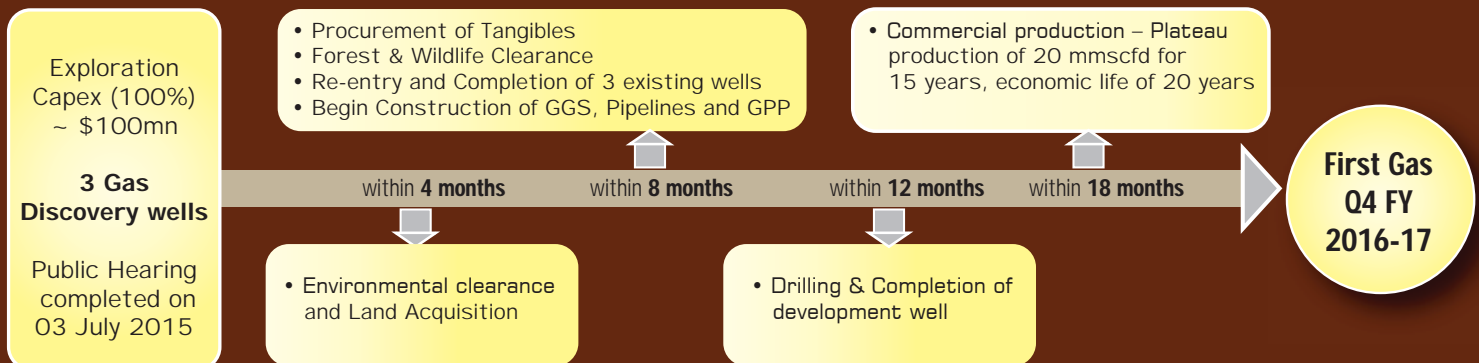 Exploration
Capex (100%)
~ $100mn
3 Gas
Discovery wells
Public Hearing
completed on
03 July 2015
• Procurement of Tangibles
• Forest & Wildlife Clearance
• Re-entry and Completion of 3 existing wells
• Begin Construction of GGS, Pipelines and GPP
• Commercial production – Plateau
production of 20 mmscfd for
15 years, economic life of 20 years
within 4 months
within 8 months
within 12 months
within 18 months
• Environmental clearance
and Land Acquisition
• Drilling & Completion of
development well
First Gas
Q4 FY
2016-17